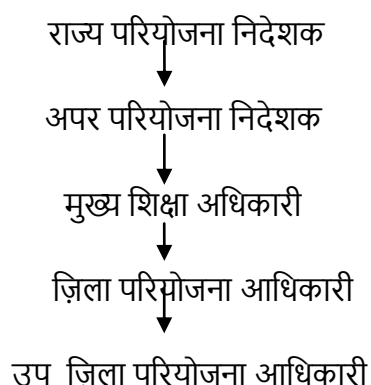 राज्य परियोजना निदेशक
अपर परियोजना निदेशक
मुख्य शिक्षा अधिकारी
ज़िला परियोजना आधिकारी
उप जिला परियोजना आधिकारी